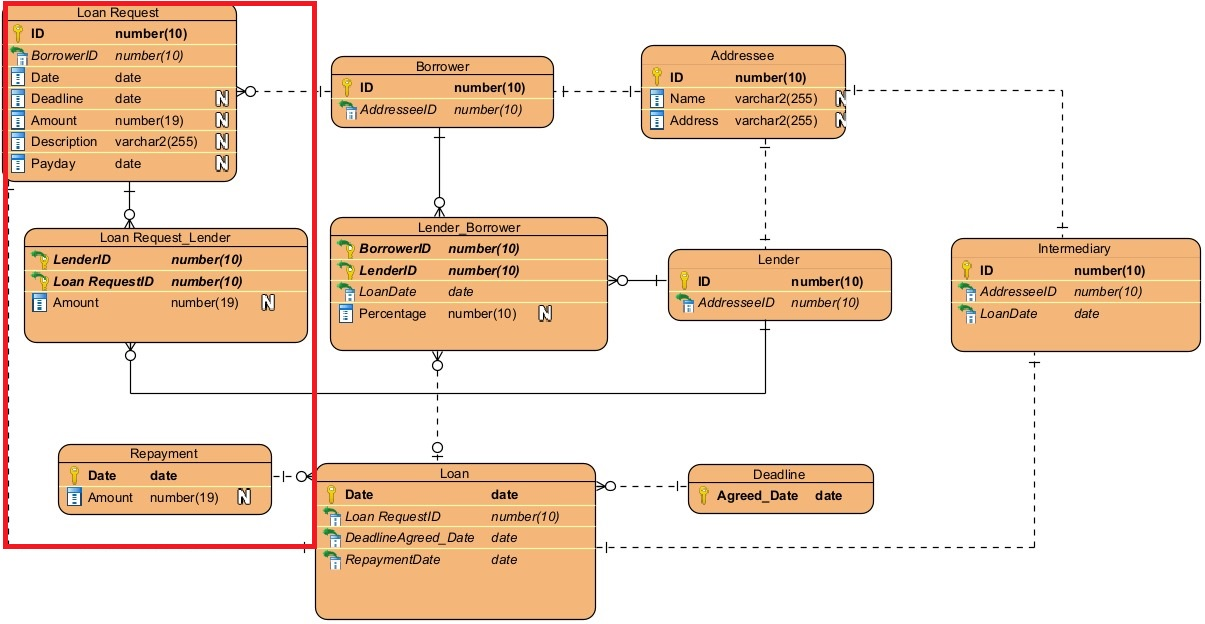 Loan Request
ID number(10)
BorrowerID number(10)
Date date
Deadline date N
Amount number(19) N
Description varchar2(255) N
Payday date N
Borrower
ID number(10)
AddresseeID number(10)
Addressee
ID number(10)
Name varchar2(255) N
Address varchar2(255) N
Loan Request_Lender
LenderID number(10)
Loan RequestID number(10)
Amount number(19) N
Lender_Borrower
BorrowerID number(10)
LenderID number(10)
LoanDate date
Percentage number(10) N
Lender
ID number(10)
AddresseeID number(10)
Intermediary
ID number(10)
AddresseeID number(10)
LoanDate date
Repayment
Date date
Amount number(19) N
Loan
Date date
Loan RequestID number(10)
DeadlineAgreed_Date date
RepaymentDate date
Deadline
Agreed_Date date